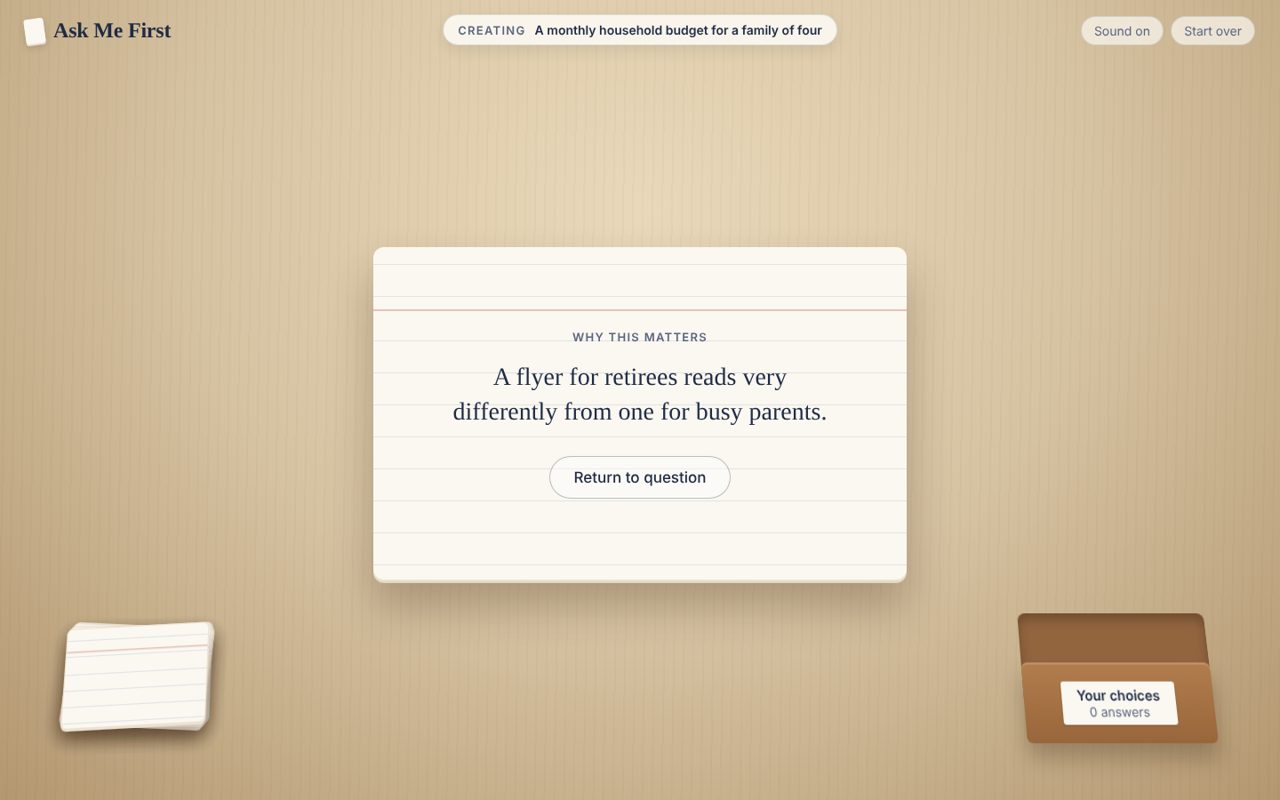 Ask Me First
CREATING A monthly household budget for a family of four
Sound on
Start over
WHY THIS MATTERS
A flyer for retirees reads very
differently from one for busy parents.
Return to question
Your choices
0 answers